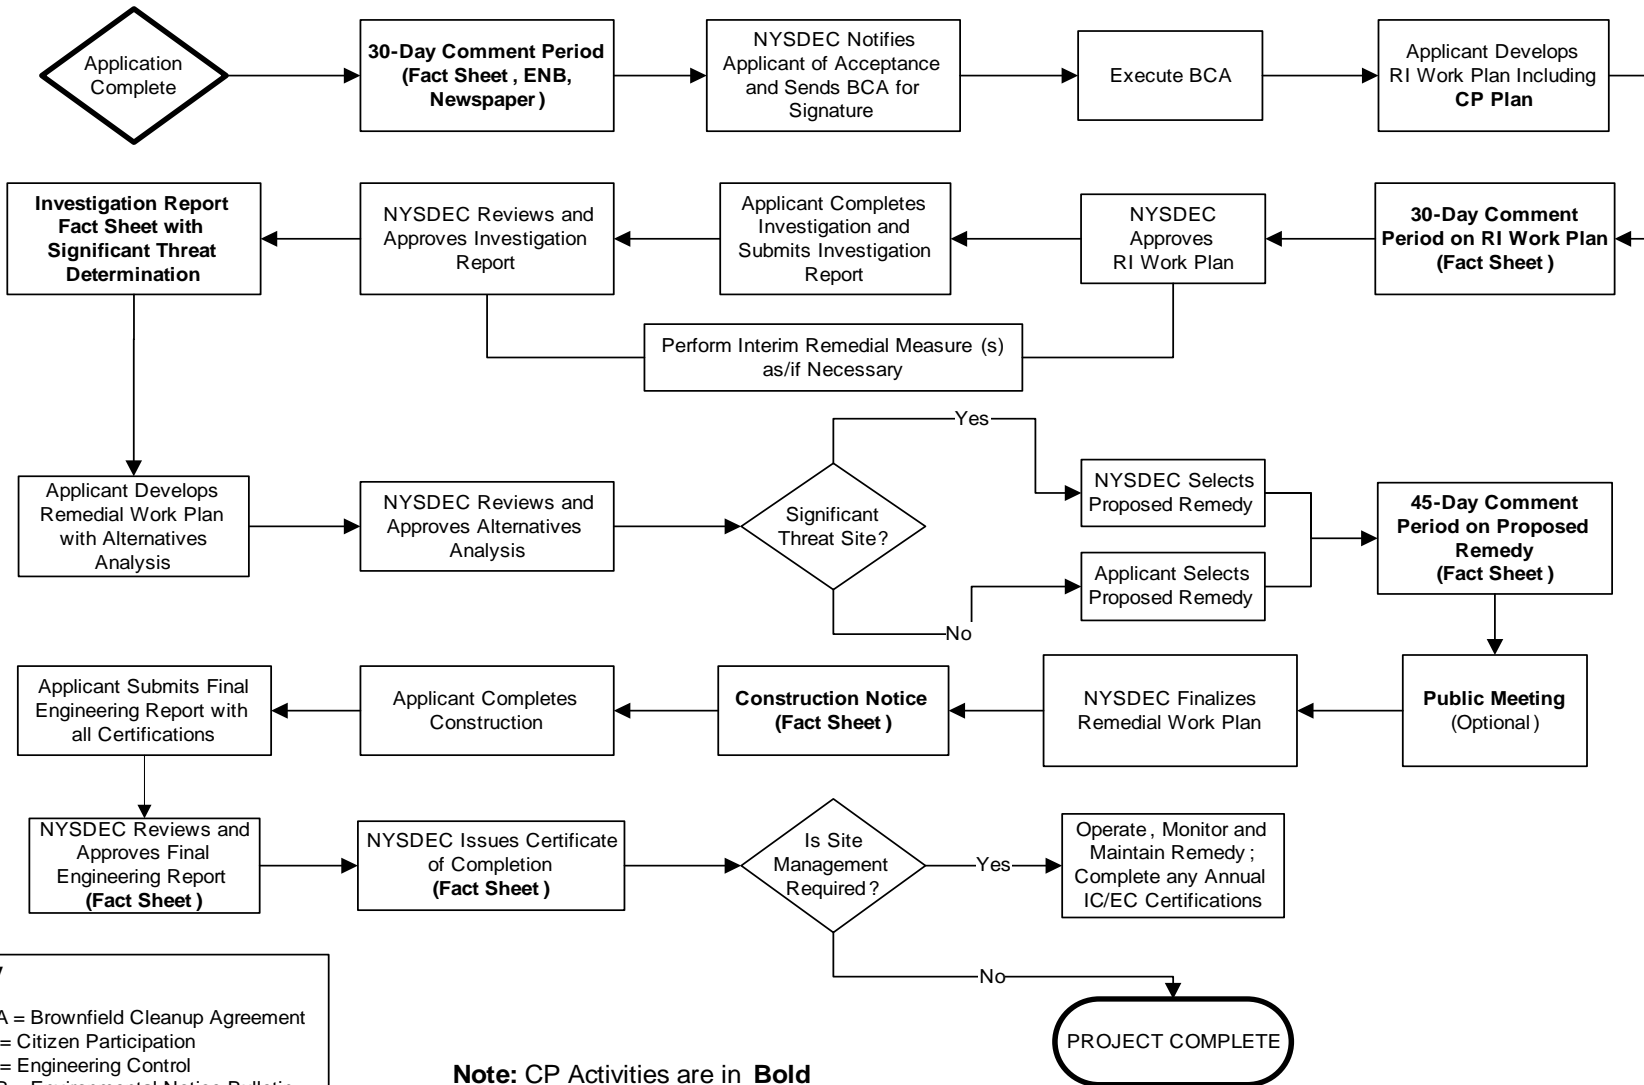 Application
Complete
30-Day Comment Period
(Fact Sheet, ENB,
Newspaper)
NYSDEC Notifies
Applicant of Acceptance
and Sends BCA for
Signature
Execute BCA
Applicant Develops
RI Work Plan Including
CP Plan
30-Day Comment
Period on RI Work Plan
(Fact Sheet)
NYSDEC
Approves
RI Work Plan
Applicant Completes
Investigation and
Submits Investigation
Report
NYSDEC Reviews and
Approves Investigation
Report
Investigation Report
Fact Sheet with
Significant Threat
Determination
Perform Interim Remedial Measure (s)
as/if Necessary
Applicant Develops
Remedial Work Plan
with Alternatives
Analysis
NYSDEC Reviews and
Approves Alternatives
Analysis
Significant
Threat Site?
Yes
NYSDEC Selects
Proposed Remedy
No
Applicant Selects
Proposed Remedy
45-Day Comment
Period on Proposed
Remedy
(Fact Sheet)
Public Meeting
(Optional)
NYSDEC Finalizes
Remedial Work Plan
Construction Notice
(Fact Sheet)
Applicant Completes
Construction
Applicant Submits Final
Engineering Report with
all Certifications
NYSDEC Reviews and
Approves Final
Engineering Report
(Fact Sheet)
NYSDEC Issues Certificate
of Completion
(Fact Sheet)
Is Site
Management
Required?
Yes
Operate, Monitor and
Maintain Remedy;
Complete any Annual
IC/EC Certifications
No
PROJECT COMPLETE
= Brownfield Cleanup Agreement
= Citizen Participation
= Engineering Control
Note: CP Activities are in Bold